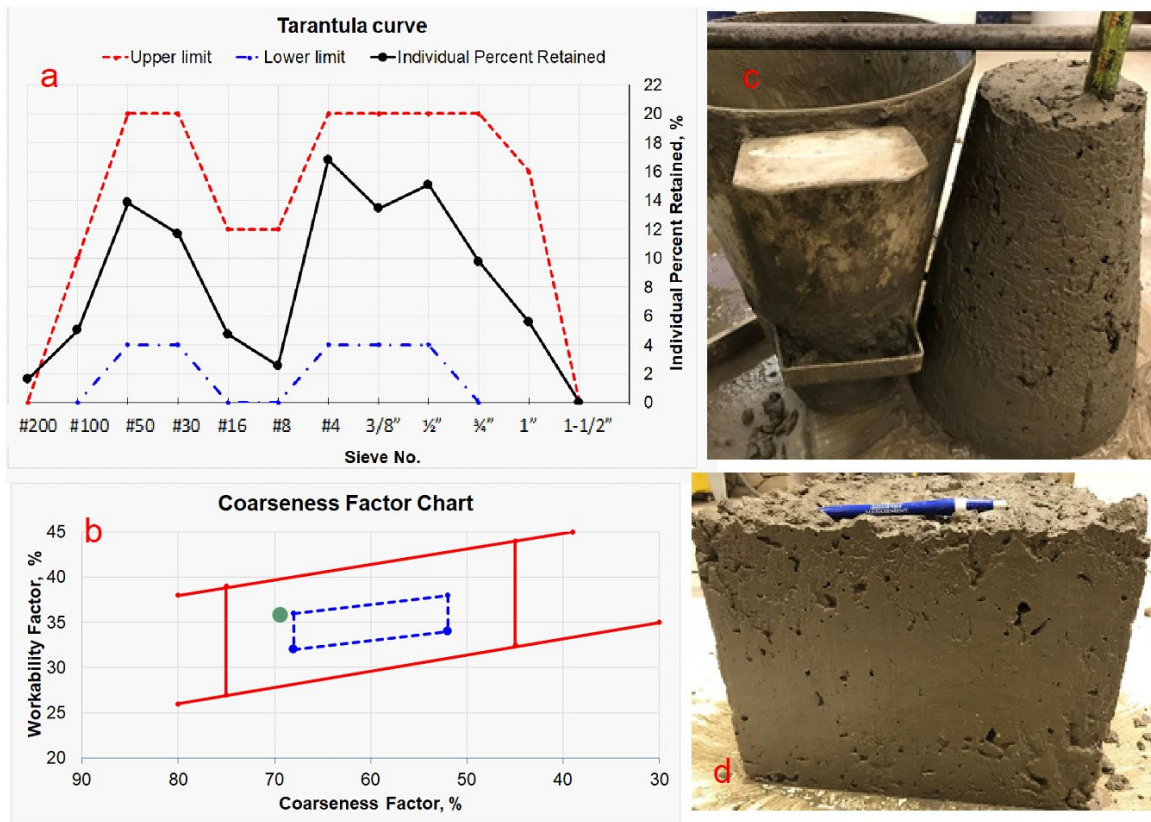 Tarantula curve
Upper limit Lower limit Individual Percent Retained
a
22
20
18
16
14
12
10
8
6
4
2
0
Individual Percent Retained, %
#200 #100 #50 #30 #16 #8 #4 3/8” ½” ¾” 1” 1-1/2”
Sieve No.
Coarseness Factor Chart
b
45
40
35
30
25
20
Workability Factor, %
90 80 70 60 50 40 30
Coarseness Factor, %
c
d